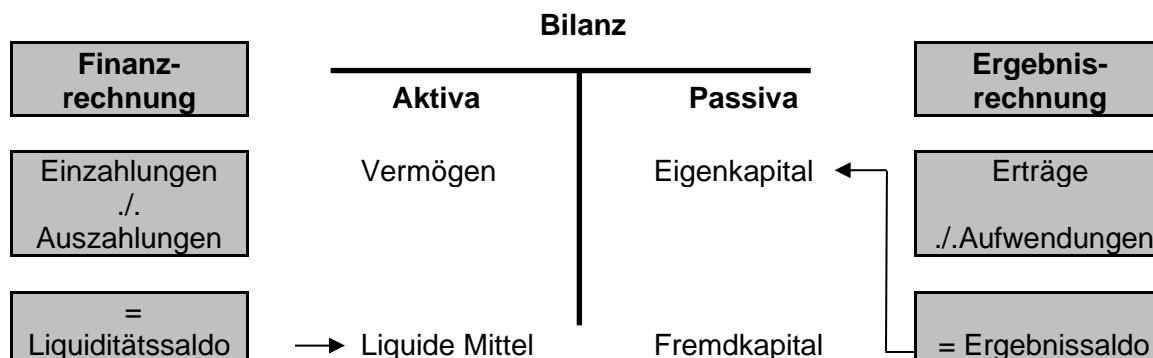 Bilanz
Finanz-
rechnung
Aktiva
Passiva
Ergebnis-
rechnung
Einzahlungen
./.
Auszahlungen
Vermögen
Eigenkapital
Erträge
./.Aufwendungen
=
Liquiditätssaldo
Liquide Mittel
Fremdkapital
= Ergebnissaldo